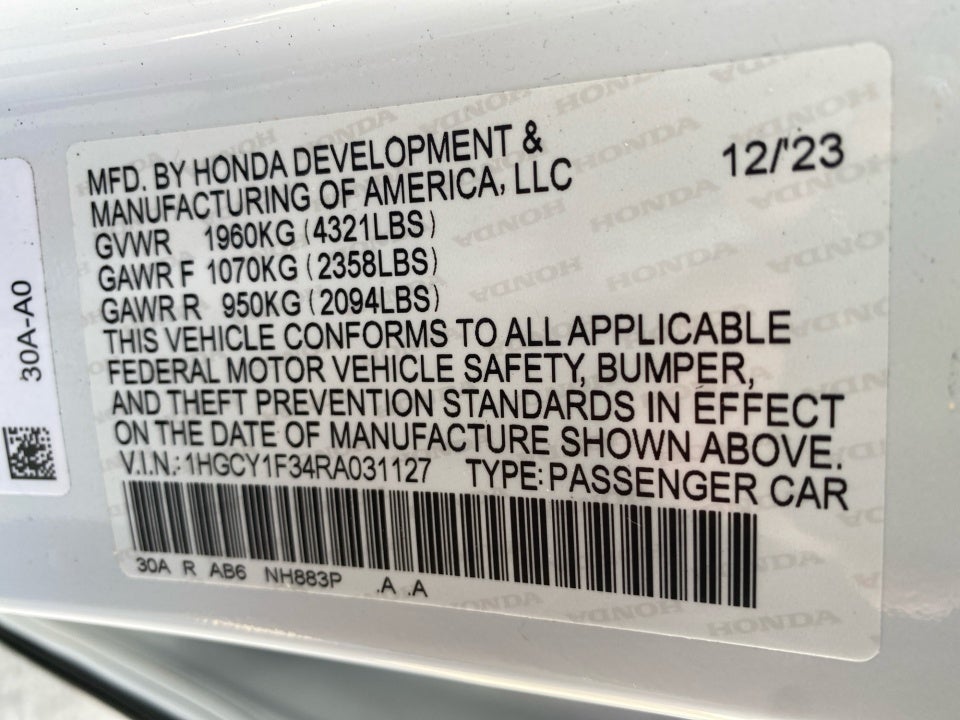 MFD. BY HONDA DEVELOPMENT &
MANUFACTURING OF AMERICA, LLC
12/'23
GVWR 1960KG (4321LBS)
GAWR F 1070KG (2358LBS)
GAWR R 950KG (2094LBS)
THIS VEHICLE CONFORMS TO ALL APPLICABLE
FEDERAL MOTOR VEHICLE SAFETY, BUMPER,
AND THEFT PREVENTION STANDARDS IN EFFECT
ON THE DATE OF MANUFACTURE SHOWN ABOVE.
V.I.N.: 1HGCY1F34RA031127 TYPE: PASSENGER CAR
30A R AB6 NH883P .A .A
30A-A0
HONDA